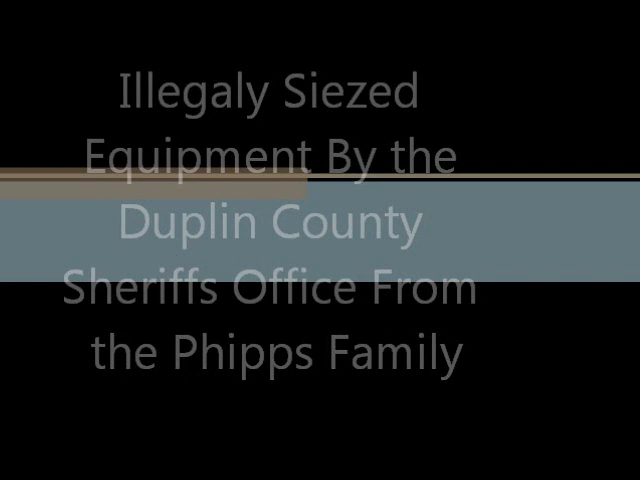 Illegaly Siezed
Equipment By the
Duplin County
Sheriffs Office From
the Phipps Family